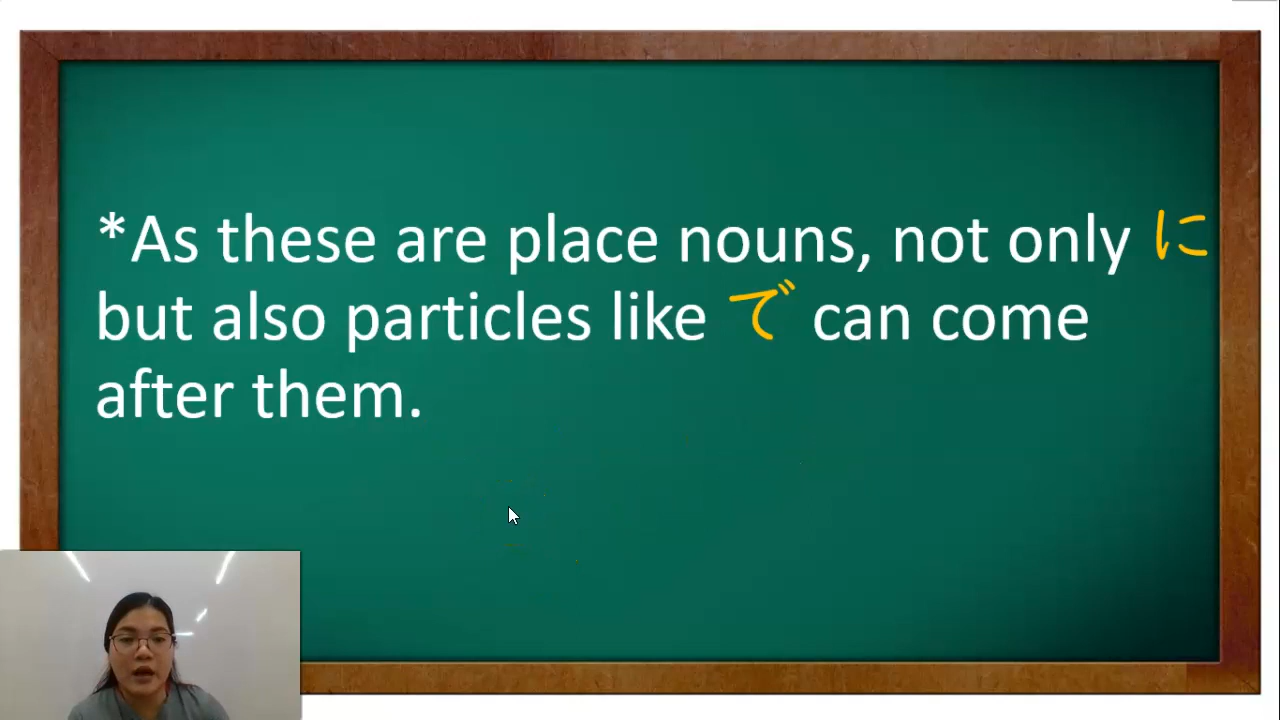 *As these are place nouns, not only に
but also particles like で can come
after them.